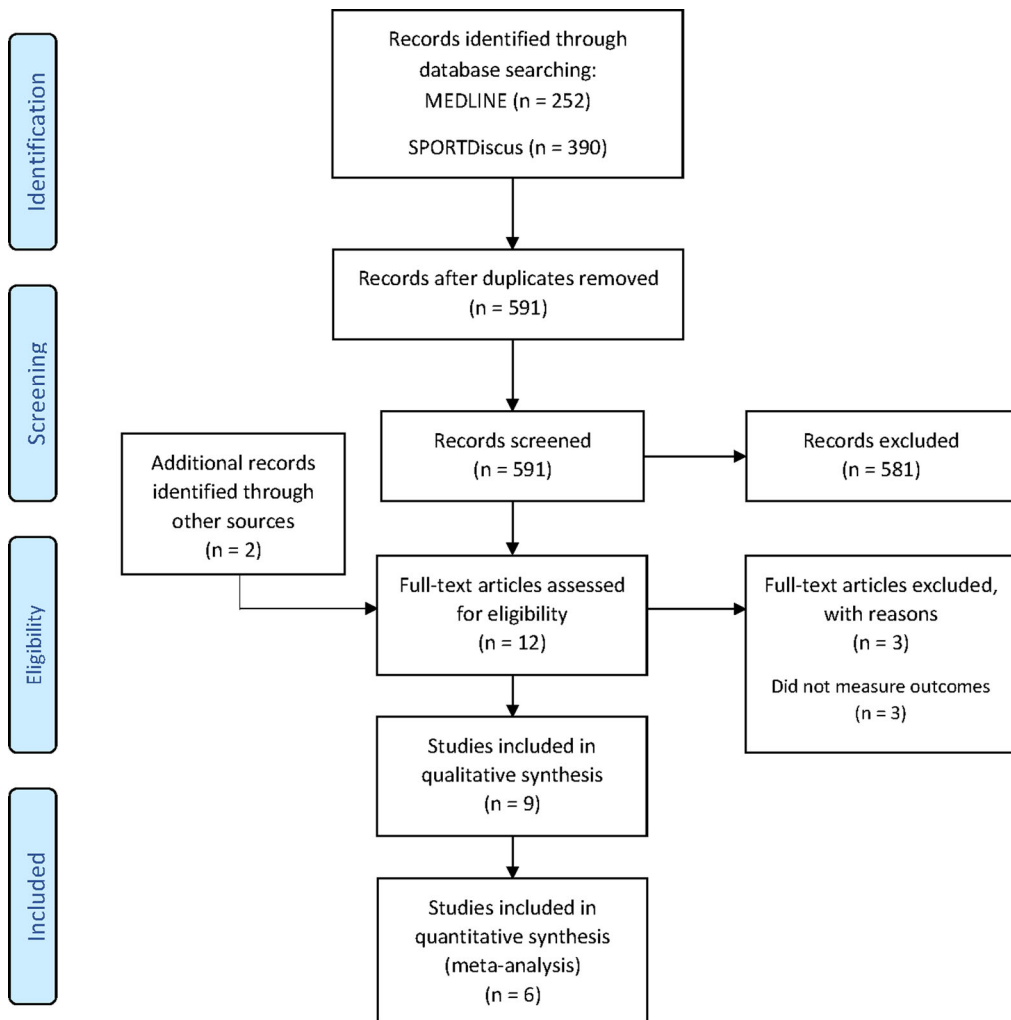 Identification
Records identified through
database searching:
MEDLINE (n = 252)
SPORTDiscus (n = 390)
Records after duplicates removed
(n = 591)
Screening
Records screened
(n = 591)
Records excluded
(n = 581)
Additional records
identified through
other sources
(n = 2)
Eligibility
Full-text articles assessed
for eligibility
(n = 12)
Full-text articles excluded,
with reasons
(n = 3)
Did not measure outcomes
(n = 3)
Studies included in
qualitative synthesis
(n = 9)
Included
Studies included in
quantitative synthesis
(meta-analysis)
(n = 6)